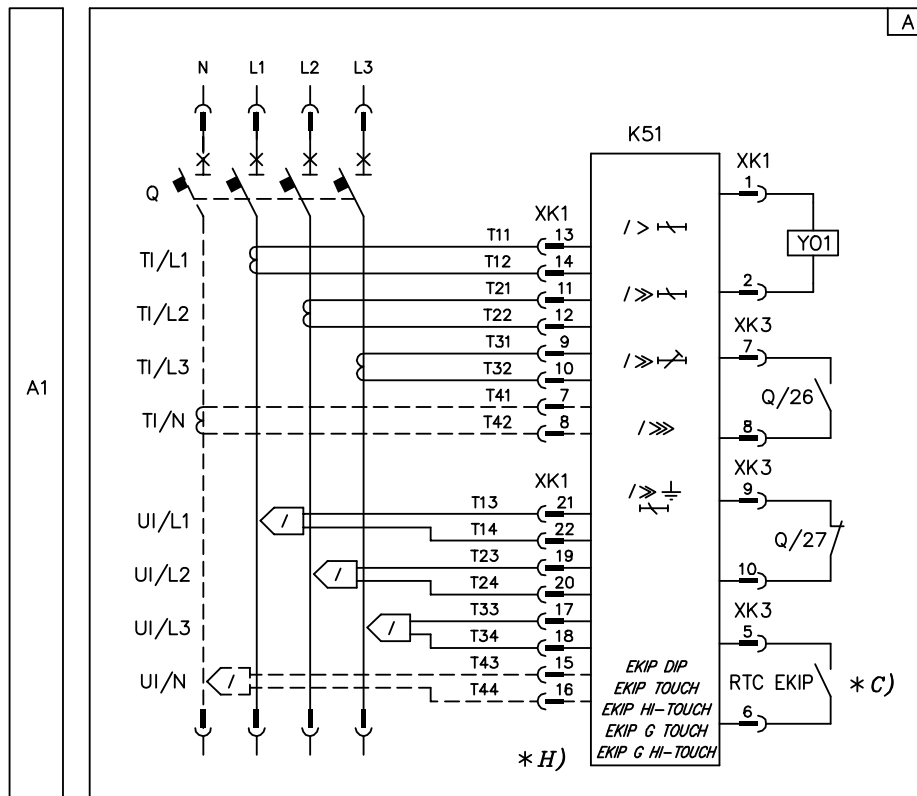 A
N L1 L2 L3
K51
XK1
1
Q
XK1
T11 13
Y01
TI/L1
T12 14
T21 11
2
TI/L2
T22 12
XK3
T31 9
7
TI/L3
T32 10
A1
T41 7
Q/26
TI/N
T42 8
8
XK3
XK1
9
T13 21
UI/L1
T14 22
Q/27
T23 19
UI/L2
T24 20
10
XK3
T33 17
5
UI/L3
T34 18
T43 15
EKIP DIP
UI/N
T44 16
EKIP TOUCH
RTC EKIP *C)
EKIP HI-TOUCH
6
EKIP G TOUCH
*H)
EKIP G HI-TOUCH